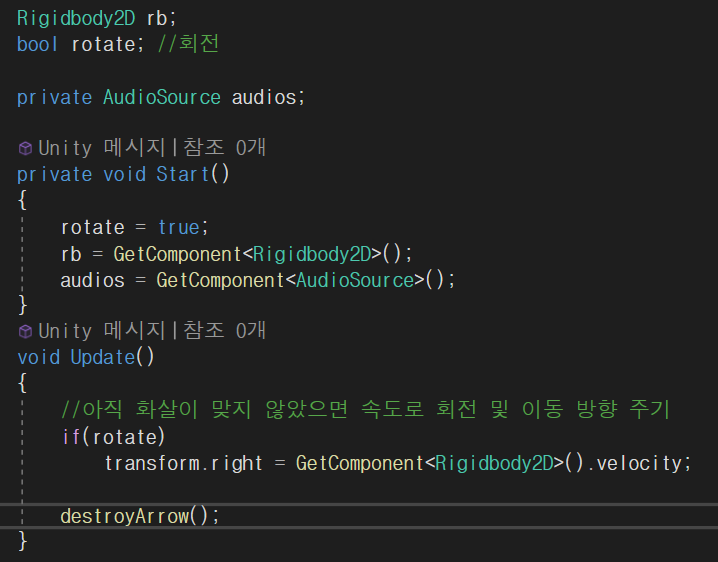 Rigidbody2D rb;
bool rotate; //회전
private AudioSource audios;
Unity 메시지|참조 0개
private void Start()
{
rotate = true;
rb = GetComponent<Rigidbody2D>();
audios = GetComponent<AudioSource>();
}
Unity 메시지|참조 0개
void Update()
{
//아직 화살이 맞지 않았으면 속도로 회전 및 이동 방향 주기
if(rotate)
transform.right = GetComponent<Rigidbody2D>().velocity;
destroyArrow();
}